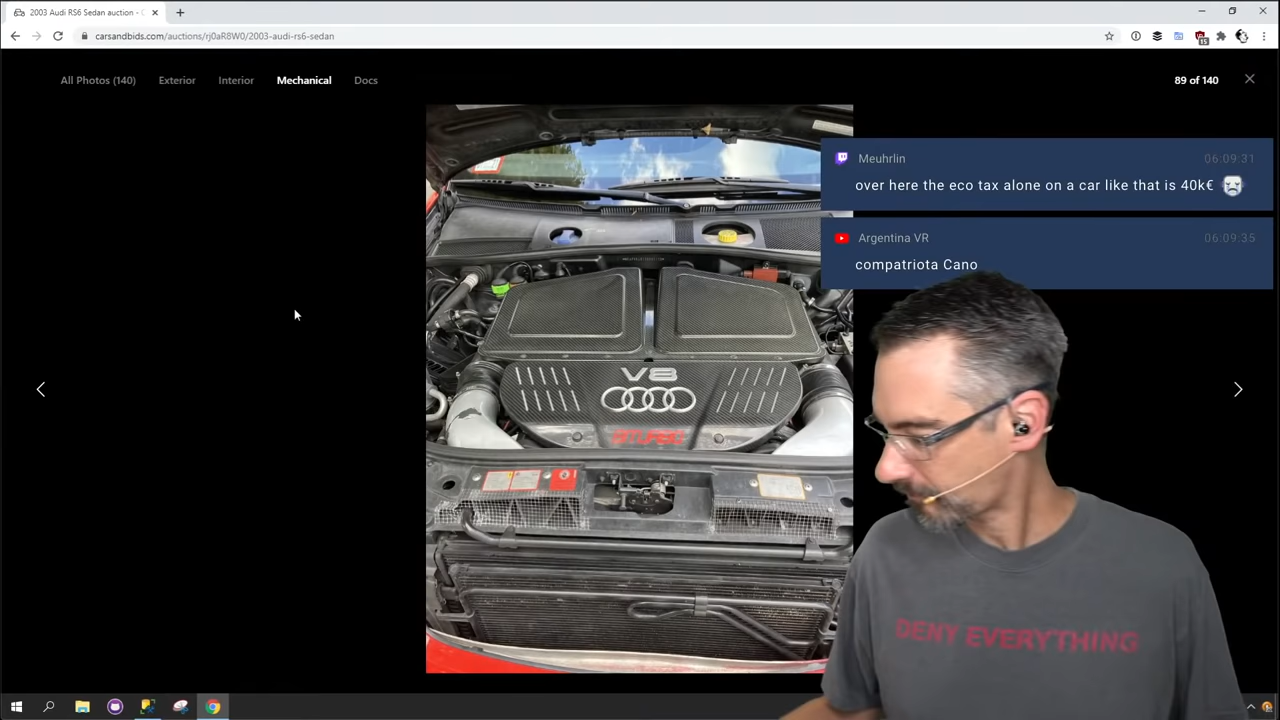 2003 Audi RS6 Sedan auction -
carsandbids.com/auctions/rj0aR8W0/2003-audi-rs6-sedan
All Photos (140)
Exterior
Interior
Mechanical
Docs
89 of 140
Meuhrlin
06:09:31
over here the eco tax alone on a car like that is 40k€
Argentina VR
06:09:35
compatriota Cano
V8
BITURBO
DENY EVERYTHING